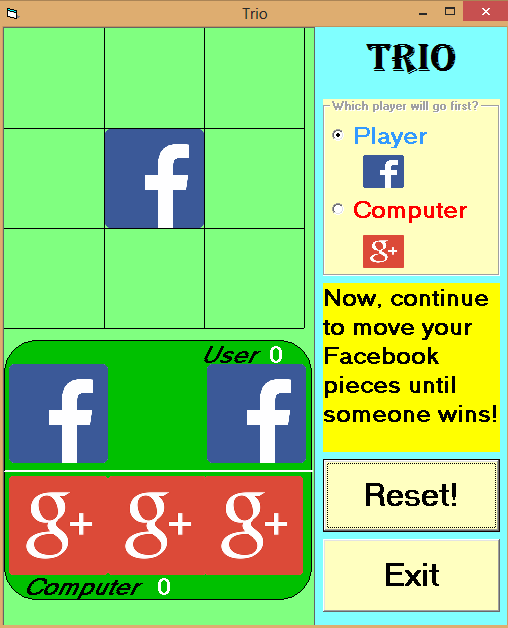 Trio
TRIO
Which player will go first?
Player
f
Computer
g+
f
Now, continue
to move your
Facebook
pieces until
someone wins!
User 0
f f
g+ g+ g+
Computer 0
Reset!
Exit